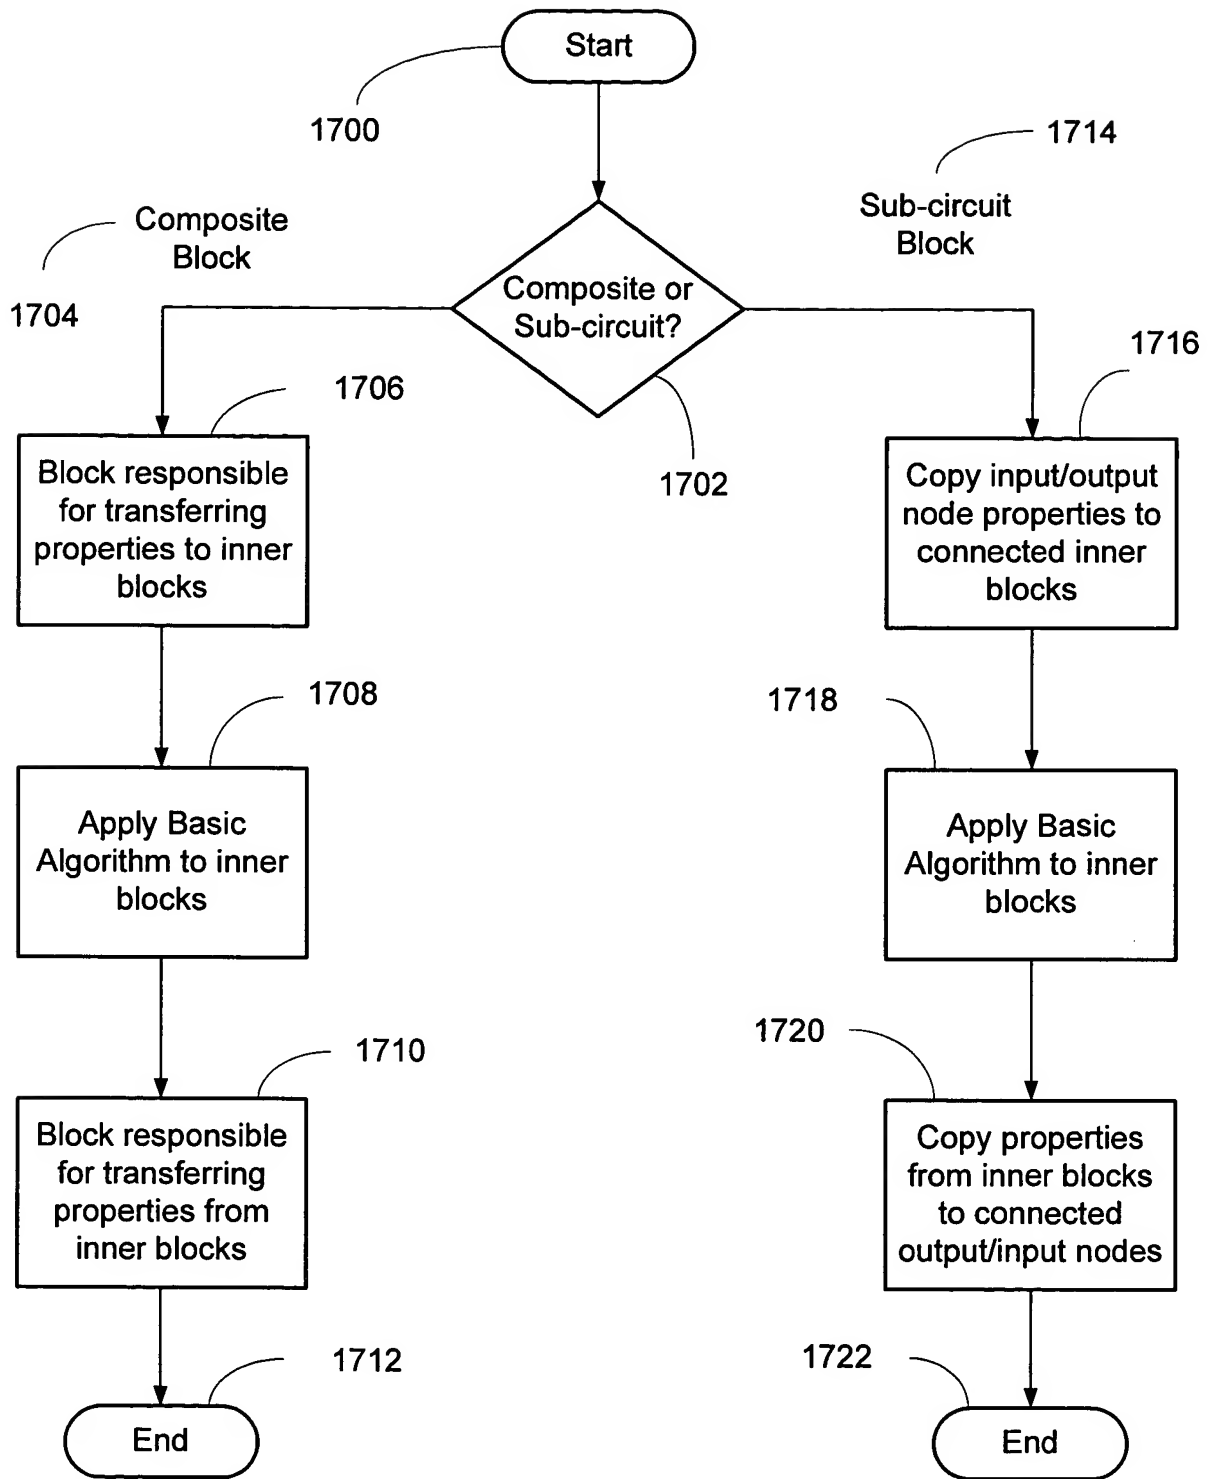 Start
1700
1714
Composite
Block
Sub-circuit
Block
1704
Composite or
Sub-circuit?
1702
1706
1716
Block responsible
for transferring
properties to inner
blocks
Copy input/output
node properties to
connected inner
blocks
1708
1718
Apply Basic
Algorithm to inner
blocks
Apply Basic
Algorithm to inner
blocks
1710
1720
Block responsible
for transferring
properties from
inner blocks
Copy properties
from inner blocks
to connected
output/input nodes
1712
1722
End
End